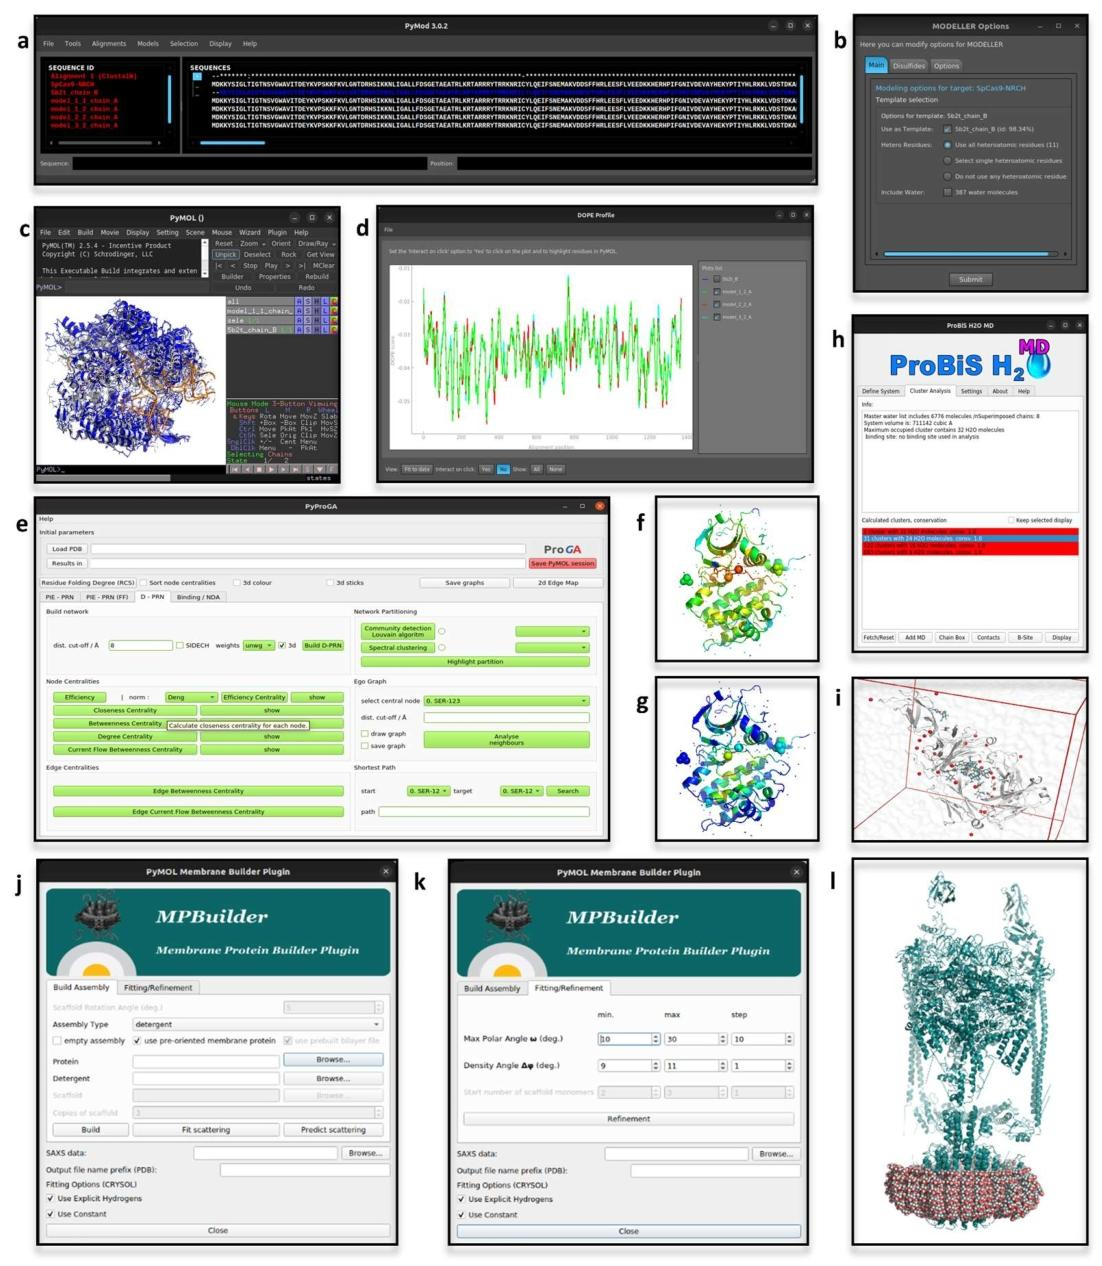 a
PyMod 3.0.2
File Tools Alignments Models Selection Display Help
SEQUENCE ID
SEQUENCES
Alignment 1 (ClustalW)
SpCas9-NRCH
5b2t_chain_B
model_1_1_chain_A
model_1_2_chain_A
model_2_2_chain_A
model_3_2_chain_A
Sequence:
Position:
b
MODELLER Options
Here you can modify options for MODELLER
Main Disulfides Options
Modeling options for target: SpCas9-NRCH
Template selection
Options for template: 5b2t_chain_B
Use as Template: 5b2t_chain_B (id: 98.34%)
Hetero Residues: Use all heteroatomic residues (11)
Select single heteroatomic residues
Do not use any heteroatomic residue
Include Water: 387 water molecules
Submit
c
PyMOL ()
File Edit Build Movie Display Setting Scene Mouse Wizard Plugin Help
PyMOL(TM) 2.5.4 - Incentive Product
Copyright (C) Schrodinger, LLC
This Executable Build integrates and exten
PyMOL>
Reset Zoom Orient Draw/Ray
Unpick Deselect Rock Get View
|< < Stop Play > >| MClear
Builder Properties Rebuild
Undo Redo
all A S H L C
model_1_1_chain_ A S H L C
sele 1/1 A S H L C
5b2t_chain_B 1/1 A S H L C
Mouse Mode 3-Button Viewing
Buttons L M R Wheel
& Keys Rota Move MovZ Slab
Shft +Box -Box Clip MovS
Ctrl Move PkAt Pk1 MvSZ
CtSh Sele Orig Clip MovZ
SnglClk +/- Cent Menu
DblClk Menu - PkAt
Selecting Chains
State 1/ 2
PyMOL>_
states
d
DOPE Profile
File
Set the 'Interact on click' option to 'Yes' to click on the plot and to highlight residues in PyMOL.
Plots list
5b2t_B
model_1_2_A
model_2_2_A
model_3_2_A
-0.01
-0.02
-0.03
-0.04
-0.05
DOPE score
0 200 400 600 800 1000 1200 1400
Alignment position
View: Fit to data Interact on click: Yes No Show: All None
e
PyProGA
Help
Initial parameters
Load PDB
ProGA
Results in
Save PyMOL session
Residue Folding Degree (RCS) Sort node centralities 3d colour 3d sticks Save graphs 2d Edge Map
PIE - PRN PIE - PRN (FF) D - PRN Binding / NDA
Build network
dist. cut-off / Å 8 SIDECH weights unwg 3d Build D-PRN
Network Partitioning
Community detection
Louvain algoritm
Spectral clustering
Highlight partition
Node Centralities
Efficiency | norm : Deng Efficiency Centrality show
Closeness Centrality show
Betweenness Centrality
Calculate closeness centrality for each node.
Degree Centrality show
Current Flow Betweenness Centrality show
Ego Graph
select central node 0. SER-123
dist. cut-off / Å
draw graph
save graph
Analyse
neighbours
Edge Centralities
Edge Betweenness Centrality
Edge Current Flow Betweenness Centrality
Shortest Path
start 0. SER-12 target 0. SER-12 Search
path
f
g
h
ProBiS H2O MD
ProBiS H2O MD
Define System Cluster Analysis Settings About Help
Info:
Master water list includes 6776 molecules /nSuperimposed chains: 8
System volume is: 711142 cubic A
Maximum occupied cluster contains 32 H2O molecules
binding site: no binding site used in analysis
Calculated clusters, conservation Keep selected display
31 clusters with 24 H2O molecules. consv. 1.0
Fetch/Reset Add MD Chain Box Contacts B-Site Display
i
j
PyMOL Membrane Builder Plugin
MPBuilder
Membrane Protein Builder Plugin
Build Assembly Fitting/Refinement
Scaffold Rotation Angle (deg.) 5
Assembly Type detergent
empty assembly use pre-oriented membrane protein use prebuilt bilayer file
Protein Browse...
Detergent Browse...
Scaffold Browse...
Copies of scaffold 3
Build Fit scattering Predict scattering
SAXS data: Browse...
Output file name prefix (PDB):
Fitting Options (CRYSOL)
Use Explicit Hydrogens
Use Constant
Close
k
PyMOL Membrane Builder Plugin
MPBuilder
Membrane Protein Builder Plugin
Build Assembly Fitting/Refinement
min. max step
Max Polar Angle ω (deg.) 10 30 10
Density Angle Δφ (deg.) 9 11 1
Start number of scaffold monomers 2 3 1
Refinement
SAXS data: Browse...
Output file name prefix (PDB):
Fitting Options (CRYSOL)
Use Explicit Hydrogens
Use Constant
Close
l